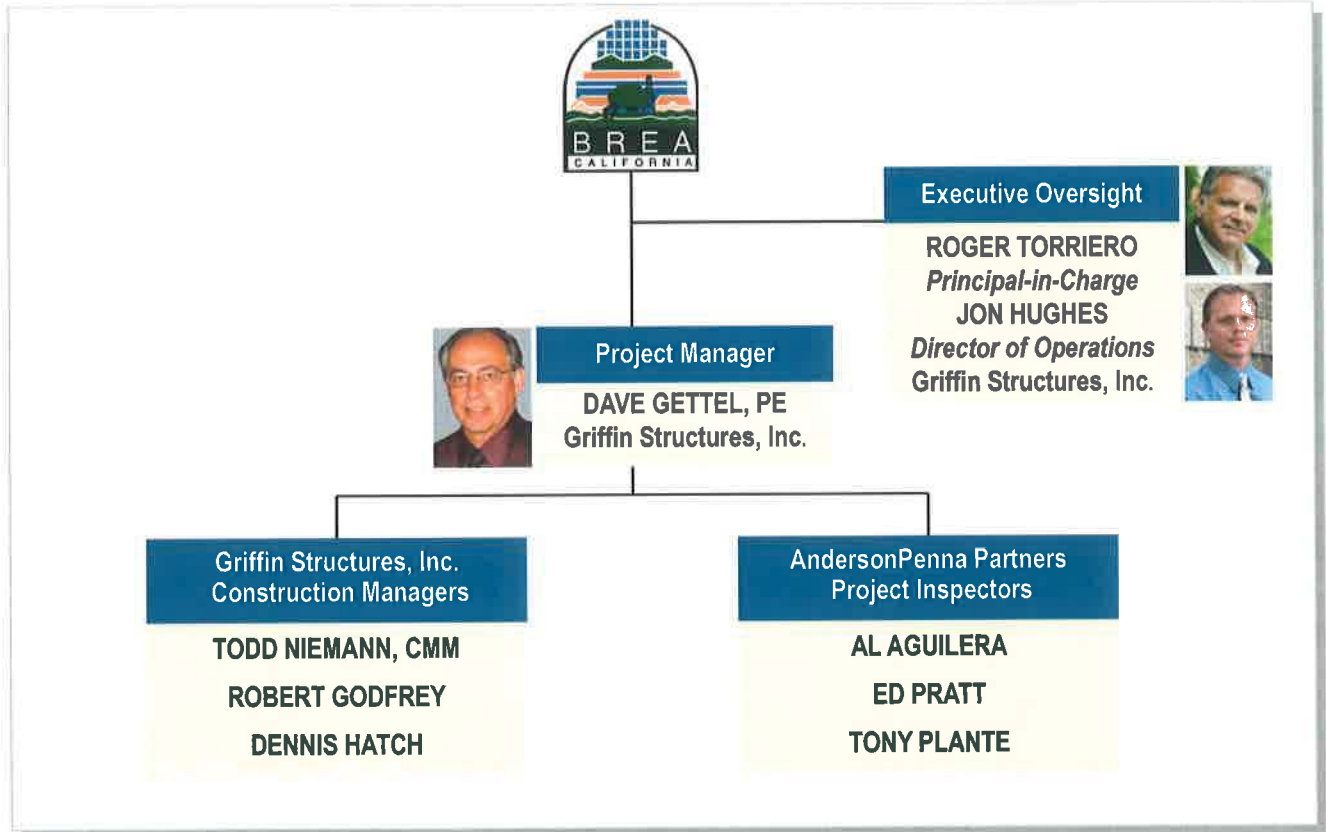 BREA
CALIFORNIA
Executive Oversight
ROGER TORRIERO
Principal-in-Charge
JON HUGHES
Director of Operations
Griffin Structures, Inc.
Project Manager
DAVE GETTEL, PE
Griffin Structures, Inc.
Griffin Structures, Inc.
Construction Managers
TODD NIEMANN, CMM
ROBERT GODFREY
DENNIS HATCH
AndersonPenna Partners
Project Inspectors
AL AGUILERA
ED PRATT
TONY PLANTE